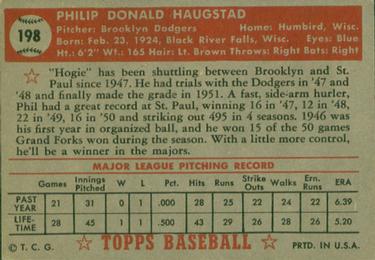 198
PHILIP DONALD HAUGSTAD
Pitcher: Brooklyn Dodgers Home: Humbird, Wisc.
Born: Feb. 23, 1924, Black River Falls, Wisc. Eyes: Blue
Ht.: 6'2" Wt.: 165 Hair: Lt. Brown Throws: Right Bats: Right
"Hogie" has been shuttling between Brooklyn and St.
Paul since 1947. He had trials with the Dodgers in '47 and
'48 and finally made the grade in 1951. A fast, side-arm hurler,
Phil had a great record at St. Paul, winning 16 in '47, 12 in '48,
22 in '49, 16 in '50 and striking out 495 in 4 seasons. 1946
was his first year in organized ball, and he won 15 of the 50 games
Grand Forks won during the season. With a little more control,
he'll be a winner in the majors.
MAJOR LEAGUE PITCHING RECORD
Games Innings Pitched W L Pct. Hits Runs Strike Outs Walks Ern. Runs ERA
PAST YEAR 21 31 0 1 .000 28 25 22 24 22 6.39
LIFE-TIME 28 45 1 1 .500 43 29 28 31 26 5.20
© T. C. G. TOPPS BASEBALL PRTD. IN U.S.A.